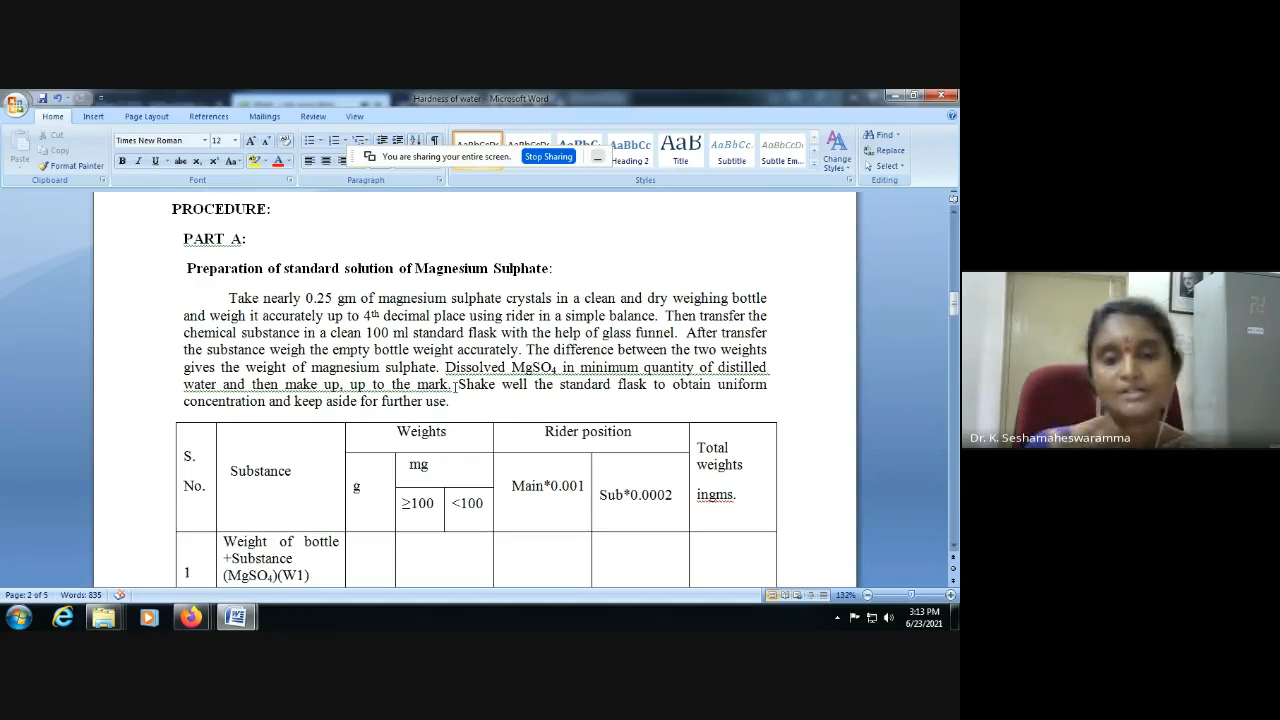 Hardness of water - Microsoft Word
Home Insert Page Layout References Mailings Review View
Cut
Copy
Format Painter
Paste
Clipboard
Times New Roman 12
Font
Paragraph
You are sharing your entire screen. Stop Sharing
Heading 2
Title
Subtitle
Subtle Em...
Styles
Change Styles
Find
Replace
Select
Editing
PROCEDURE:
PART A:
Preparation of standard solution of Magnesium Sulphate:
Take nearly 0.25 gm of magnesium sulphate crystals in a clean and dry weighing bottle
and weigh it accurately up to 4th decimal place using rider in a simple balance. Then transfer the
chemical substance in a clean 100 ml standard flask with the help of glass funnel. After transfer
the substance weigh the empty bottle weight accurately. The difference between the two weights
gives the weight of magnesium sulphate. Dissolved MgSO4 in minimum quantity of distilled
water and then make up, up to the mark. Shake well the standard flask to obtain uniform
concentration and keep aside for further use.
S. No.
Substance
Weights
g
mg
≥100
<100
Rider position
Main*0.001
Sub*0.0002
Total weights ingms.
1
Weight of bottle
+Substance
(MgSO4)(W1)
Page: 2 of 5 Words: 835
132%
3:13 PM
6/23/2021
Dr. K. Seshamaheswaramma